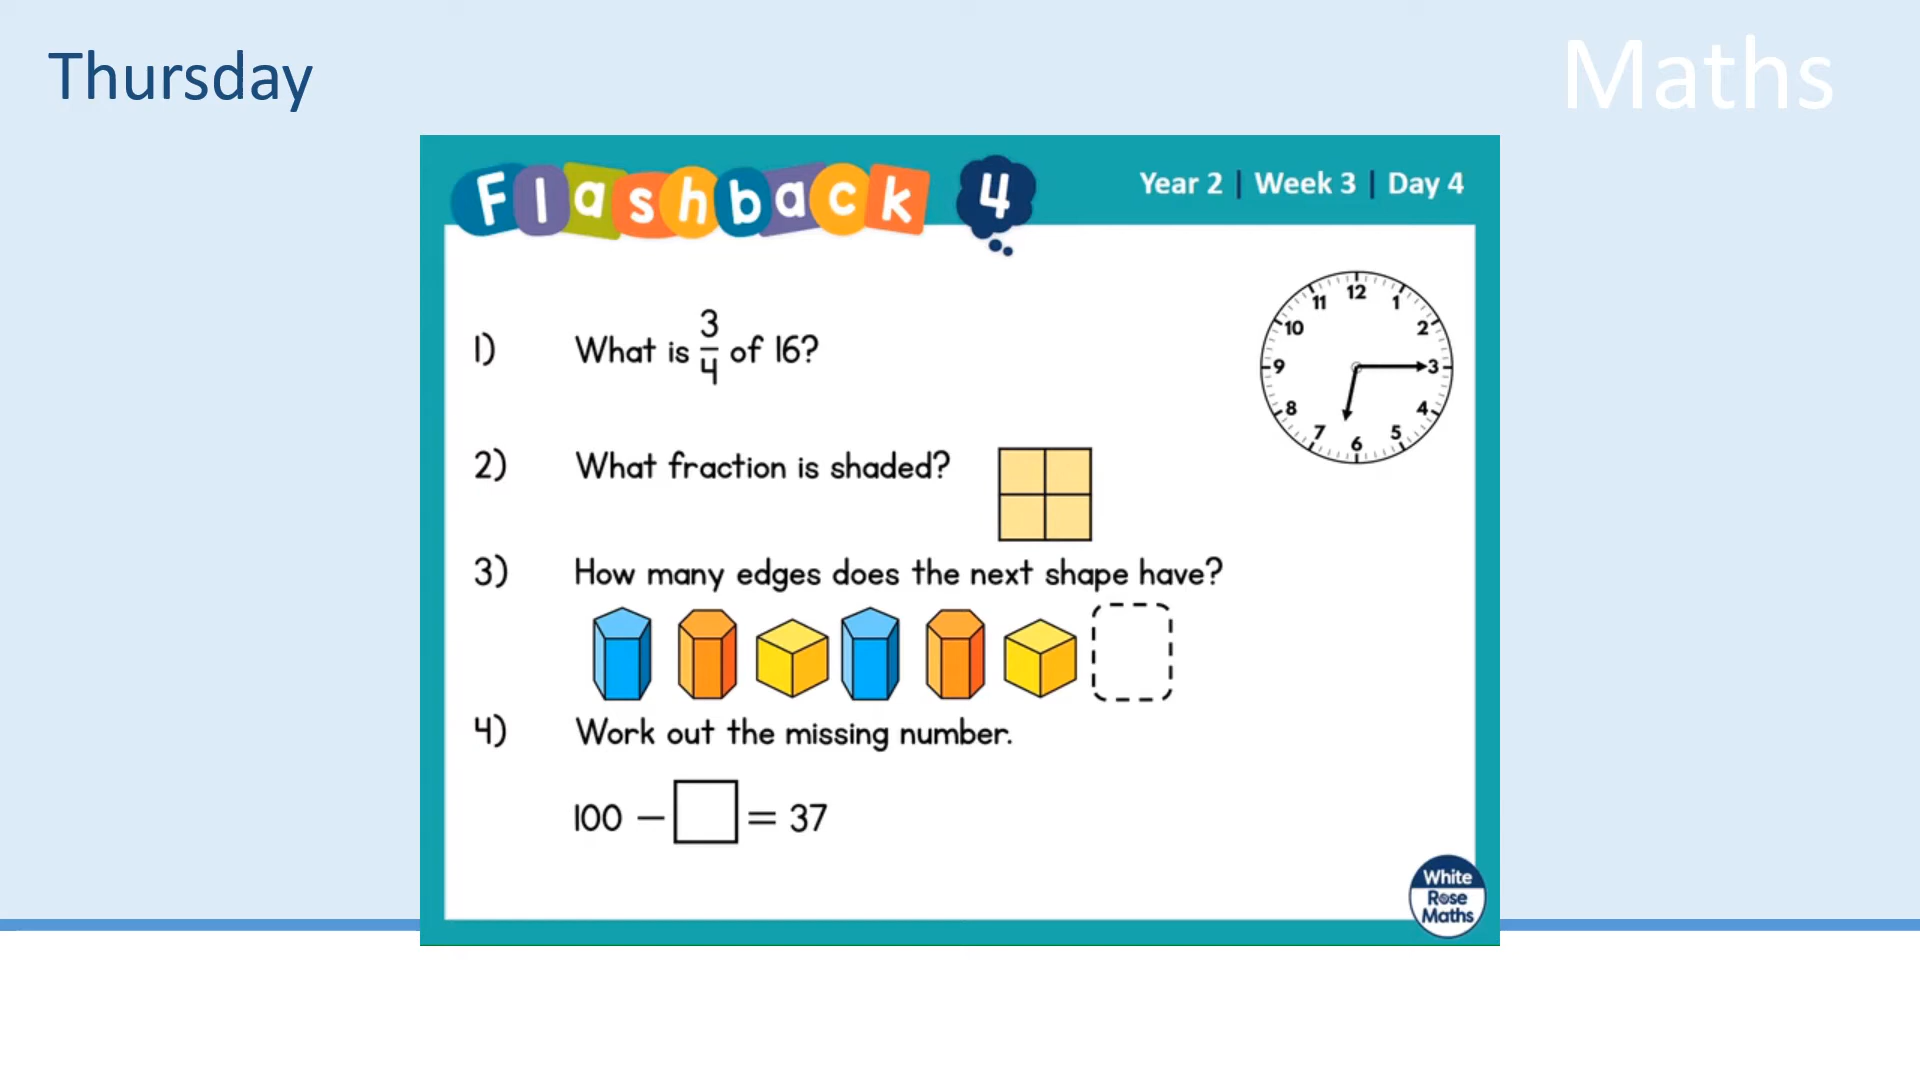 Thursday
Maths
Flashback 4
Year 2 | Week 3 | Day 4
1) What is 3/4 of 16?
2) What fraction is shaded?
3) How many edges does the next shape have?
4) Work out the missing number.
100 − □ = 37
12
1
2
3
4
5
6
7
8
9
10
11
White
Rose
Maths